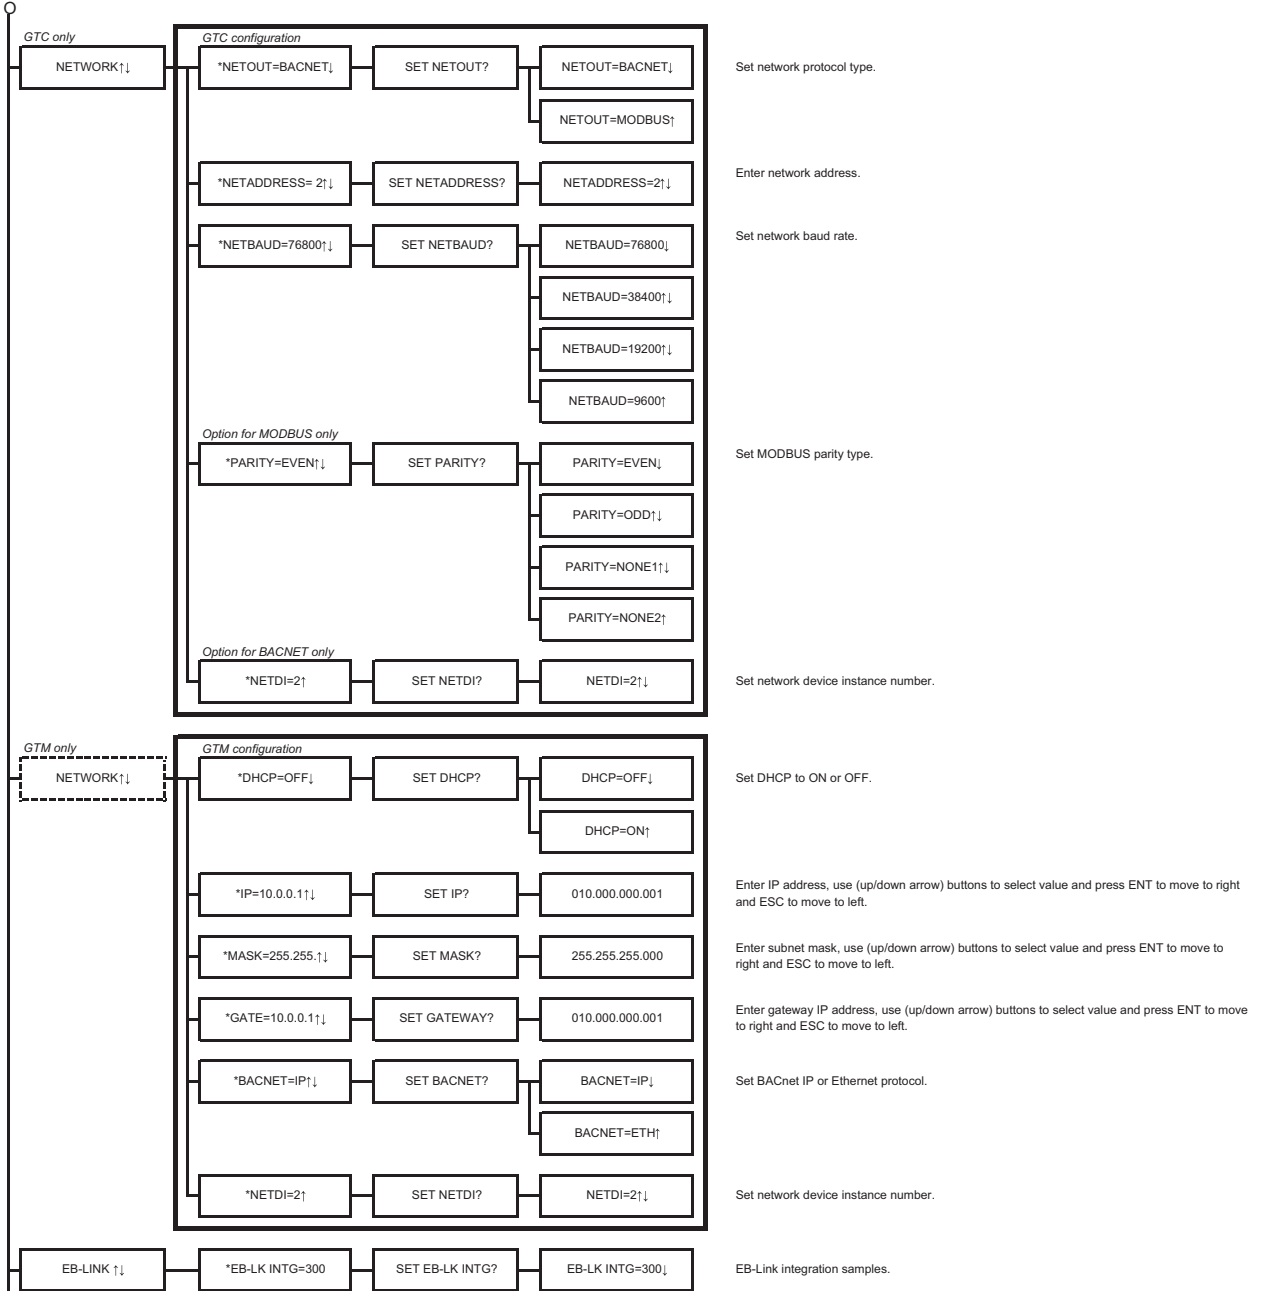 O
GTC only
GTC configuration
NETWORK↑↓
*NETOUT=BACNET↓
SET NETOUT?
NETOUT=BACNET↓
Set network protocol type.
NETOUT=MODBUS↑
*NETADDRESS= 2↑↓
SET NETADDRESS?
NETADDRESS=2↑↓
Enter network address.
*NETBAUD=76800↑↓
SET NETBAUD?
NETBAUD=76800↓
Set network baud rate.
NETBAUD=38400↑↓
NETBAUD=19200↑↓
NETBAUD=9600↑
Option for MODBUS only
*PARITY=EVEN↑↓
SET PARITY?
PARITY=EVEN↓
Set MODBUS parity type.
PARITY=ODD↑↓
PARITY=NONE1↑↓
PARITY=NONE2↑
Option for BACNET only
*NETDI=2↑
SET NETDI?
NETDI=2↑↓
Set network device instance number.
GTM only
GTM configuration
NETWORK↑↓
*DHCP=OFF↓
SET DHCP?
DHCP=OFF↓
Set DHCP to ON or OFF.
DHCP=ON↑
*IP=10.0.0.1↑↓
SET IP?
010.000.000.001
Enter IP address, use (up/down arrow) buttons to select value and press ENT to move to right
and ESC to move to left.
*MASK=255.255.↑↓
SET MASK?
255.255.255.000
Enter subnet mask, use (up/down arrow) buttons to select value and press ENT to move to
right and ESC to move to left.
*GATE=10.0.0.1↑↓
SET GATEWAY?
010.000.000.001
Enter gateway IP address, use (up/down arrow) buttons to select value and press ENT to move
to right and ESC to move to left.
*BACNET=IP↑↓
SET BACNET?
BACNET=IP↓
Set BACnet IP or Ethernet protocol.
BACNET=ETH↑
*NETDI=2↑
SET NETDI?
NETDI=2↑↓
Set network device instance number.
EB-LINK ↑↓
*EB-LK INTG=300
SET EB-LK INTG?
EB-LK INTG=300↓
EB-Link integration samples.